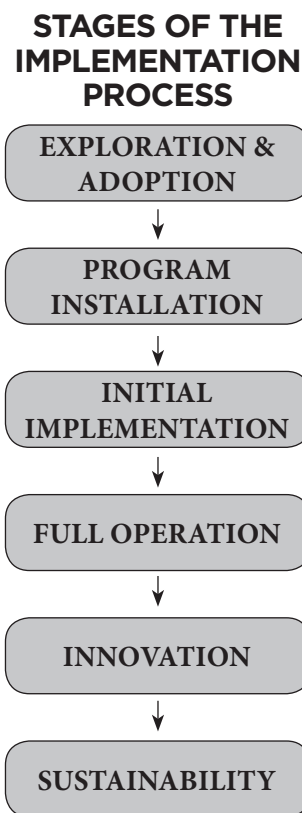 STAGES OF THE
IMPLEMENTATION
PROCESS
EXPLORATION &
ADOPTION
PROGRAM
INSTALLATION
INITIAL
IMPLEMENTATION
FULL OPERATION
INNOVATION
SUSTAINABILITY